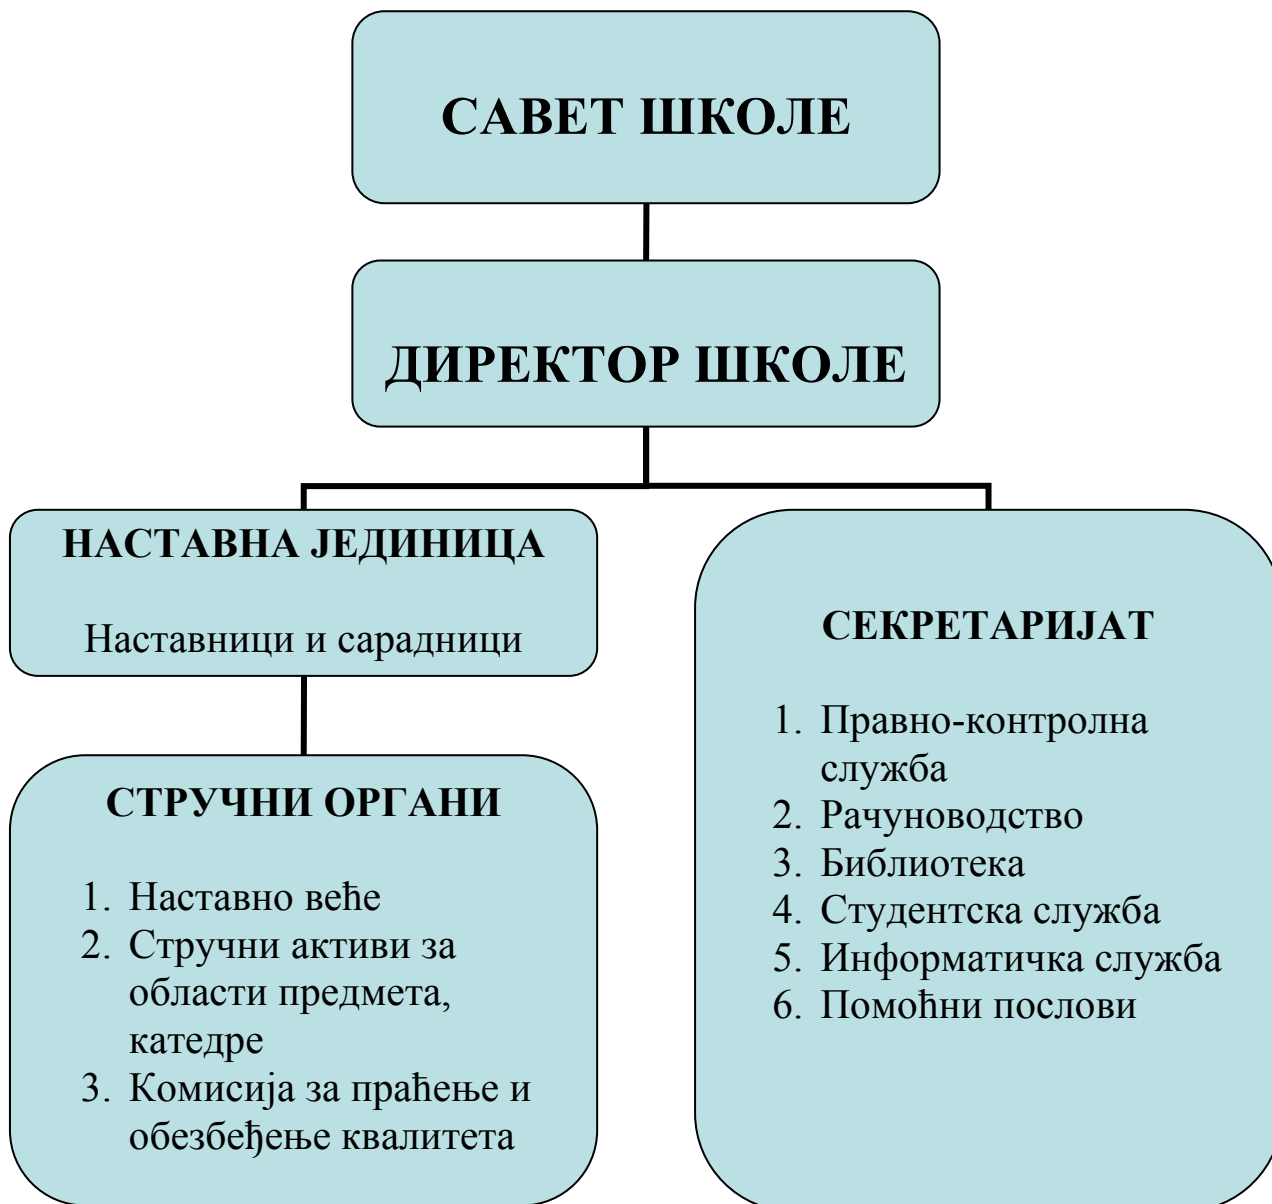 САВЕТ ШКОЛЕ
ДИРЕКТОР ШКОЛЕ
НАСТАВНА ЈЕДИНИЦА
Наставници и сарадници
СТРУЧНИ ОРГАНИ
1. Наставно веће
2. Стручни активи за
области предмета,
катедре
3. Комисија за праћење и
обезбеђење квалитета
СЕКРЕТАРИЈАТ
1. Правно-контролна
служба
2. Рачуноводство
3. Библиотека
4. Студентска служба
5. Информатичка служба
6. Помоћни послови